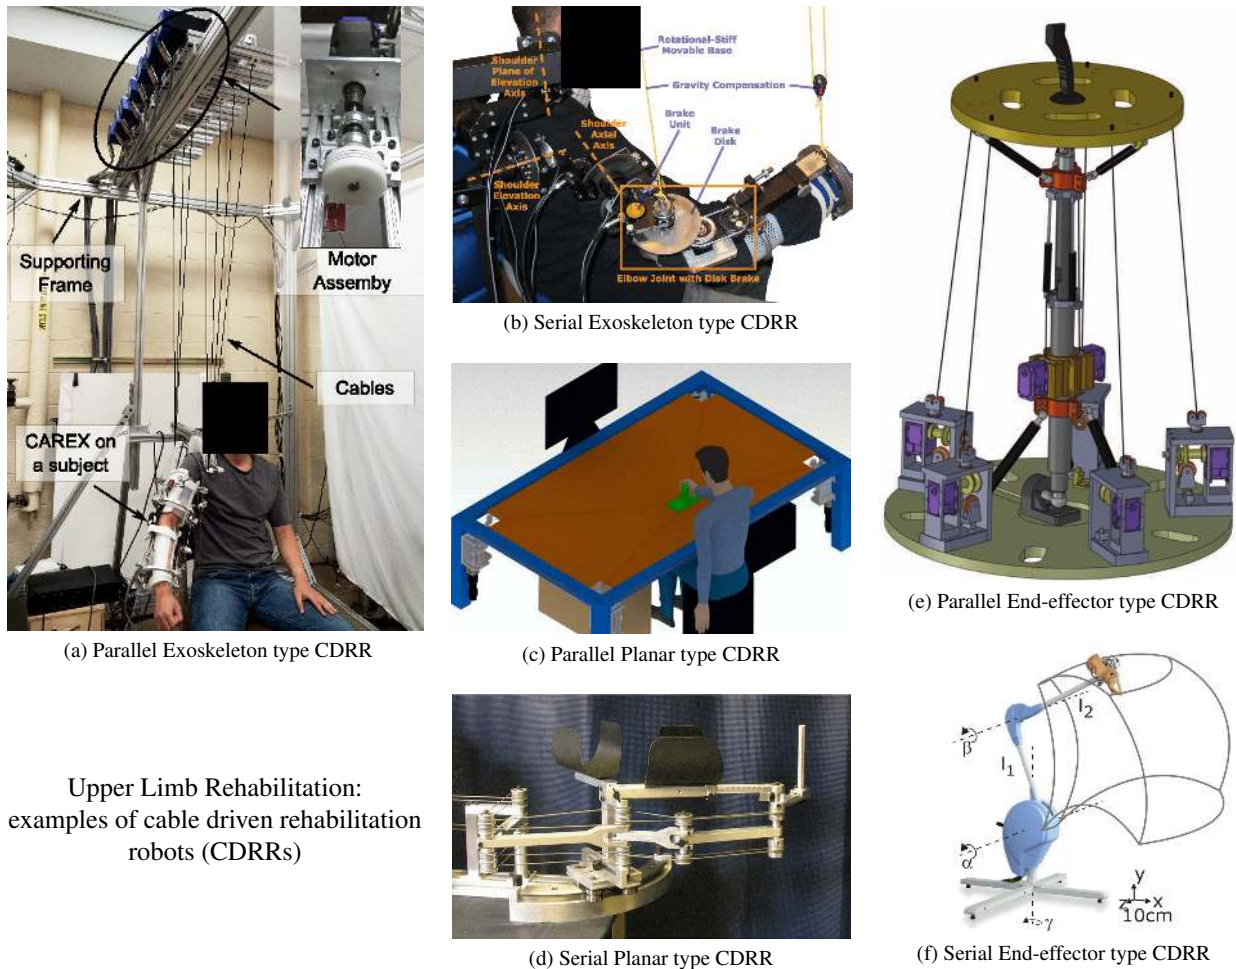 Supporting
Frame
Motor
Assemby
Cables
CAREX on
a subject
(a) Parallel Exoskeleton type CDRR
Rotational-Stiff
Movable Base
Shoulder
Plane of
Elevation
Axis
Gravity Compensation
Brake
Unit
Brake
Disk
Shoulder
Axial
Axis
Shoulder
Elevation
Axis
Elbow Joint with Disk Brake
(b) Serial Exoskeleton type CDRR
(c) Parallel Planar type CDRR
(d) Serial Planar type CDRR
(e) Parallel End-effector type CDRR
β
l2
l1
α
y
z x
10cm
γ
(f) Serial End-effector type CDRR
Upper Limb Rehabilitation:
examples of cable driven rehabilitation
robots (CDRRs)